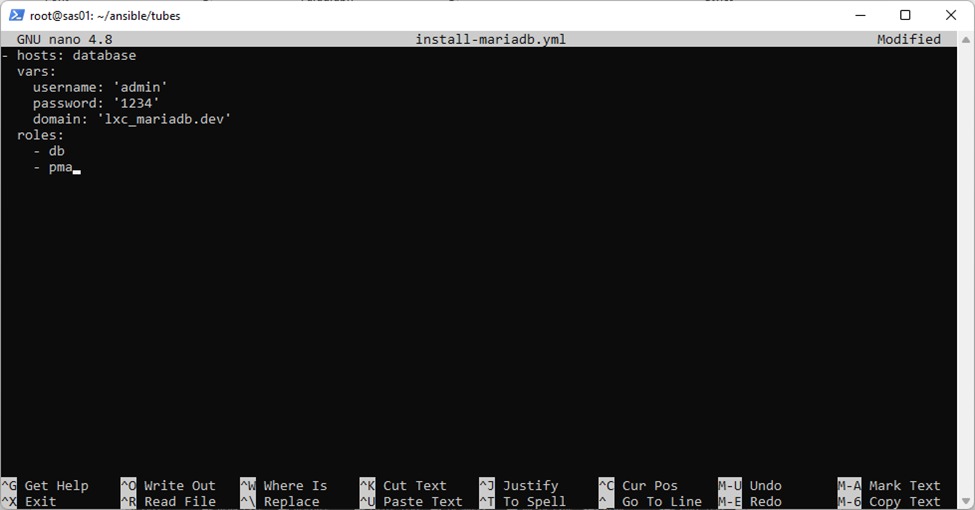 root@sas01: ~/ansible/tubes
GNU nano 4.8 install-mariadb.yml Modified
- hosts: database
  vars:
    username: 'admin'
    password: '1234'
    domain: 'lxc_mariadb.dev'
  roles:
    - db
    - pma
^G Get Help ^O Write Out ^W Where Is ^K Cut Text ^J Justify ^C Cur Pos M-U Undo M-A Mark Text
^X Exit ^R Read File ^\ Replace ^U Paste Text ^T To Spell ^_ Go To Line M-E Redo M-6 Copy Text